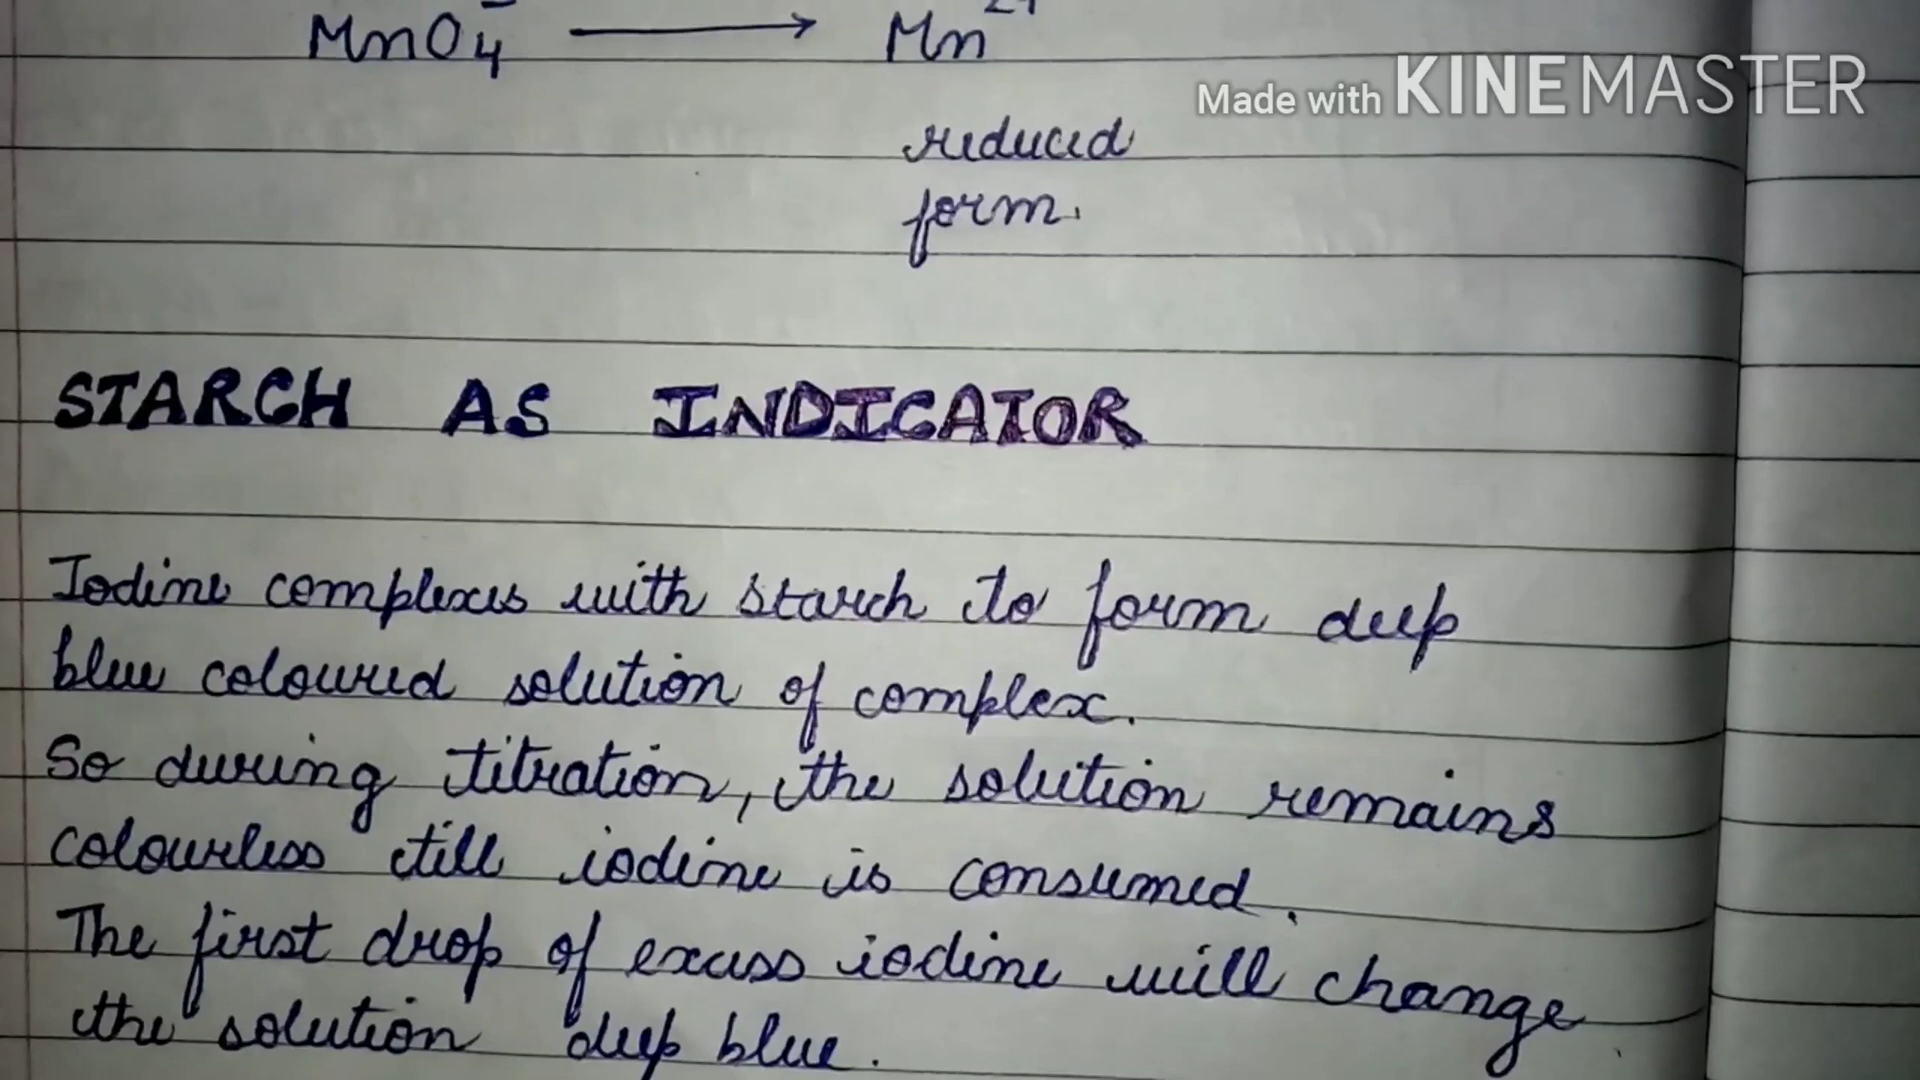 MnO₄⁻ ⟶ Mn²⁺
Made with KINEMASTER
reduced
form.
STARCH AS INDICATOR
Iodine complexes with starch to form deep
blue coloured solution of complex.
So during titration, the solution remains
colourless till iodine is consumed.
The first drop of excess iodine will change
the solution deep blue.